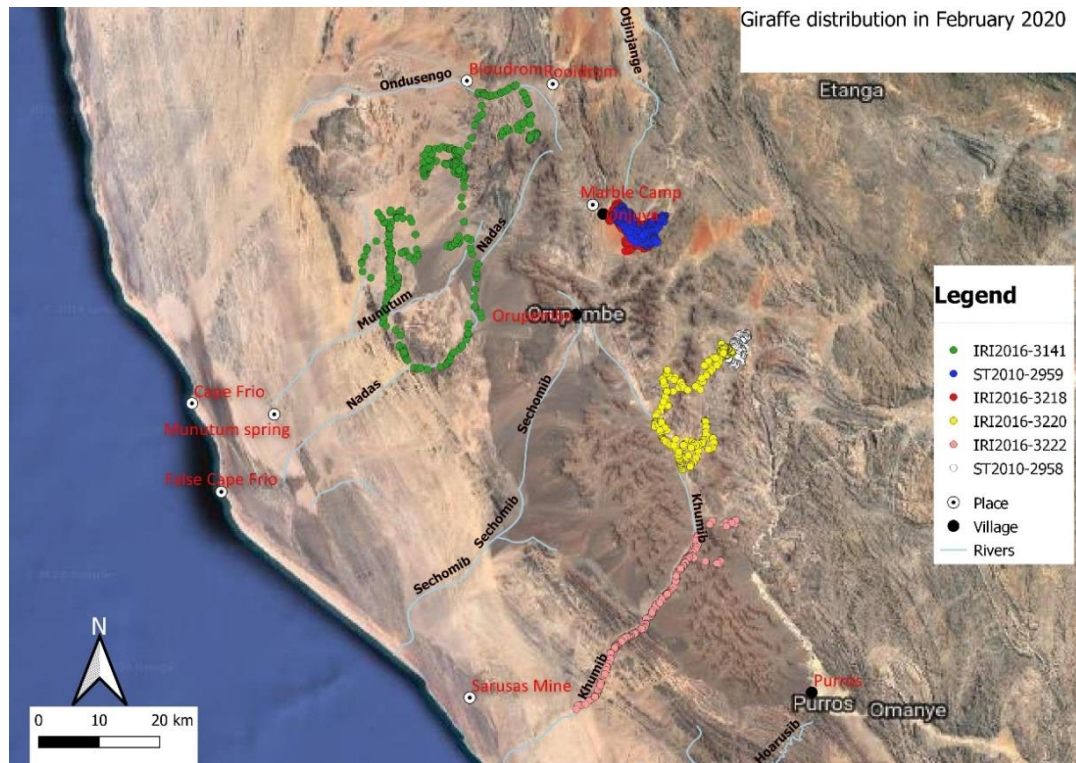 Giraffe distribution in February 2020
Otjinjange
Bloudrom
Rooidrom
Ondusengo
Etanga
Marble Camp
Onjuva
Nadas
Munutum
Orupembe
Orupembe
Cape Frio
Munutum spring
Nadas
Sechomib
False Cape Frio
Khumib
Sechomib
Sechomib
Khumib
Sarusas Mine
Purros
Purros
Omanye
Hoarusib
Legend
IRI2016-3141
ST2010-2959
IRI2016-3218
IRI2016-3220
IRI2016-3222
ST2010-2958
Place
Village
Rivers
N
0 10 20 km